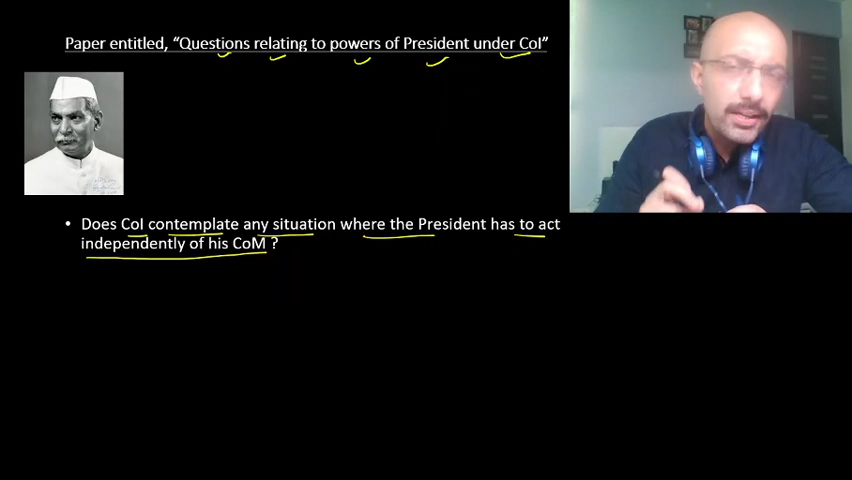 Paper entitled, “Questions relating to powers of President under CoI”
• Does CoI contemplate any situation where the President has to act
independently of his CoM ?